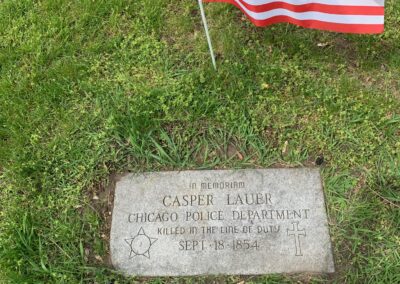 IN MEMORIAM
CASPER LAUER
CHICAGO POLICE DEPARTMENT
KILLED IN THE LINE OF DUTY
SEPT. 18. 1854